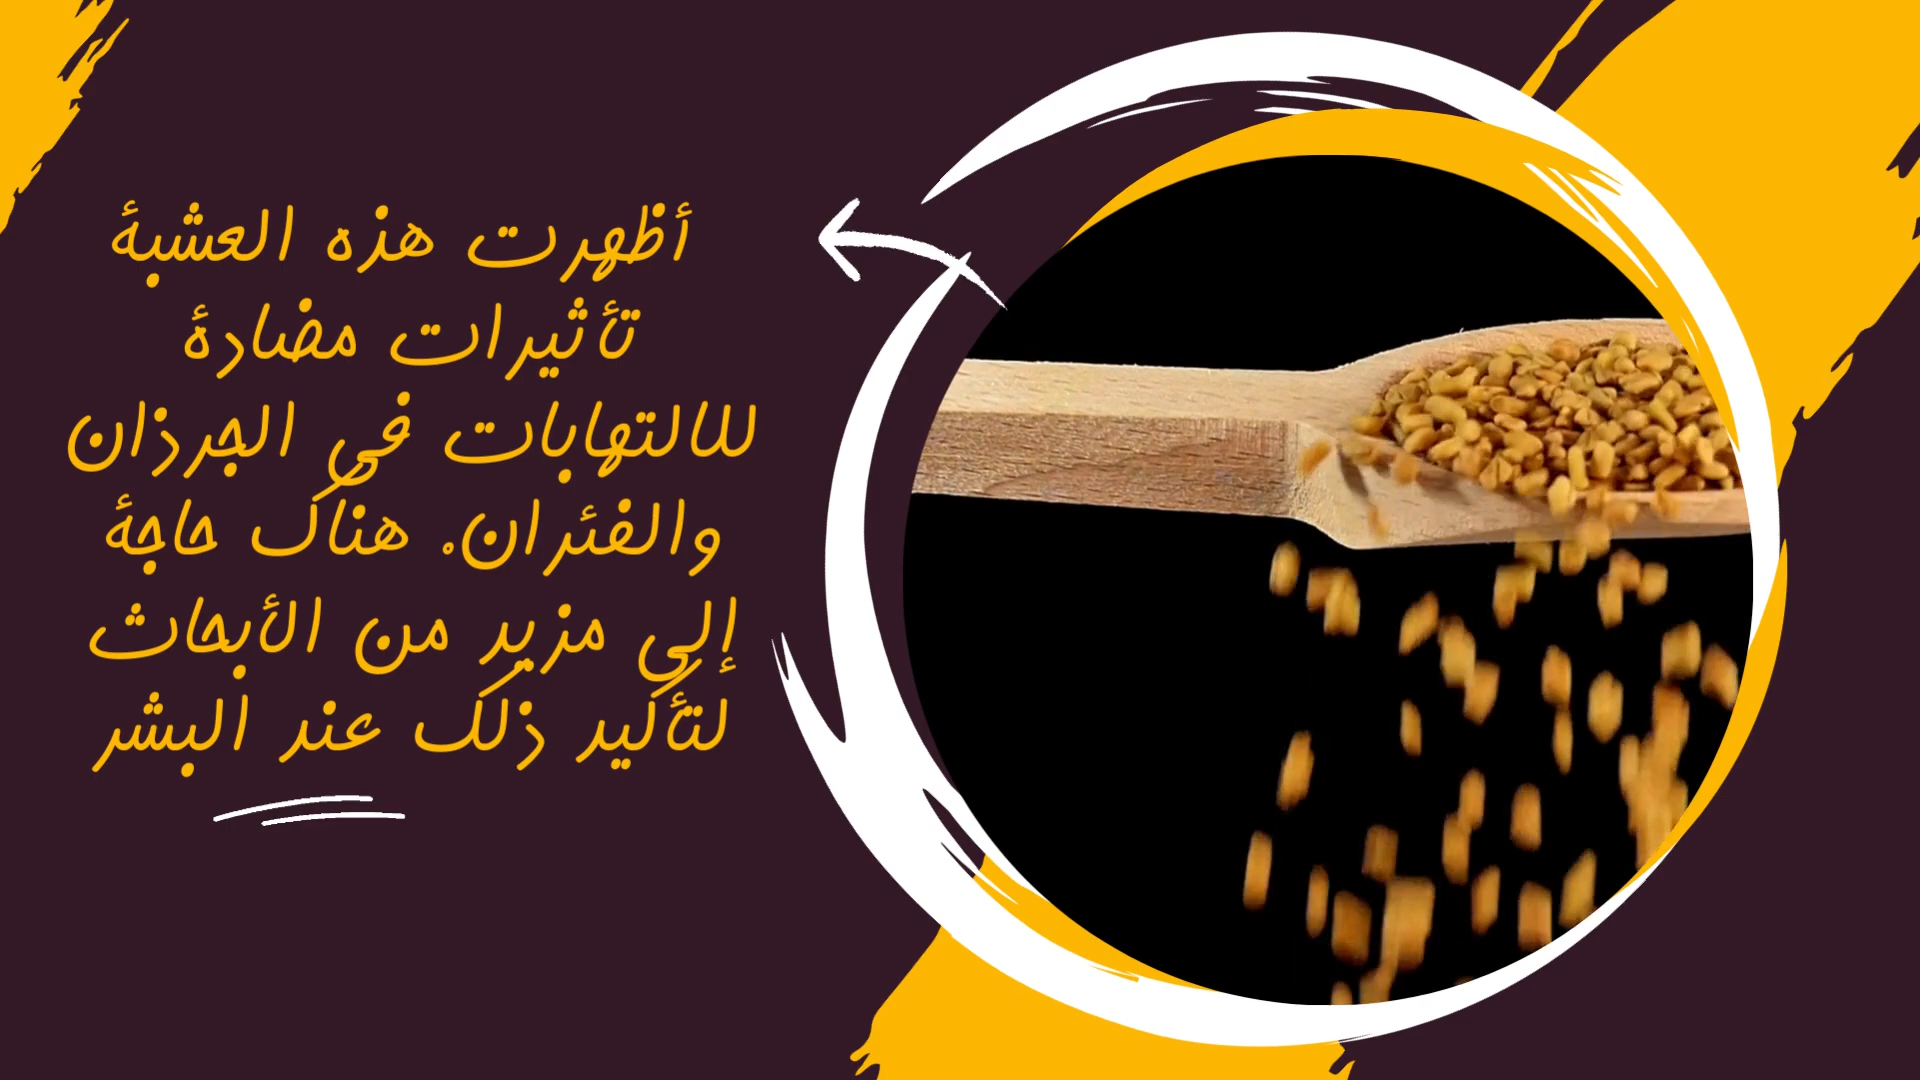 أظهرت هذه العشبة
تأثيرات مضادة
للالتهابات في الجرذان
والفئران. هناك حاجة
إلى مزيد من الأبحاث
لتأكيد ذلك عند البشر